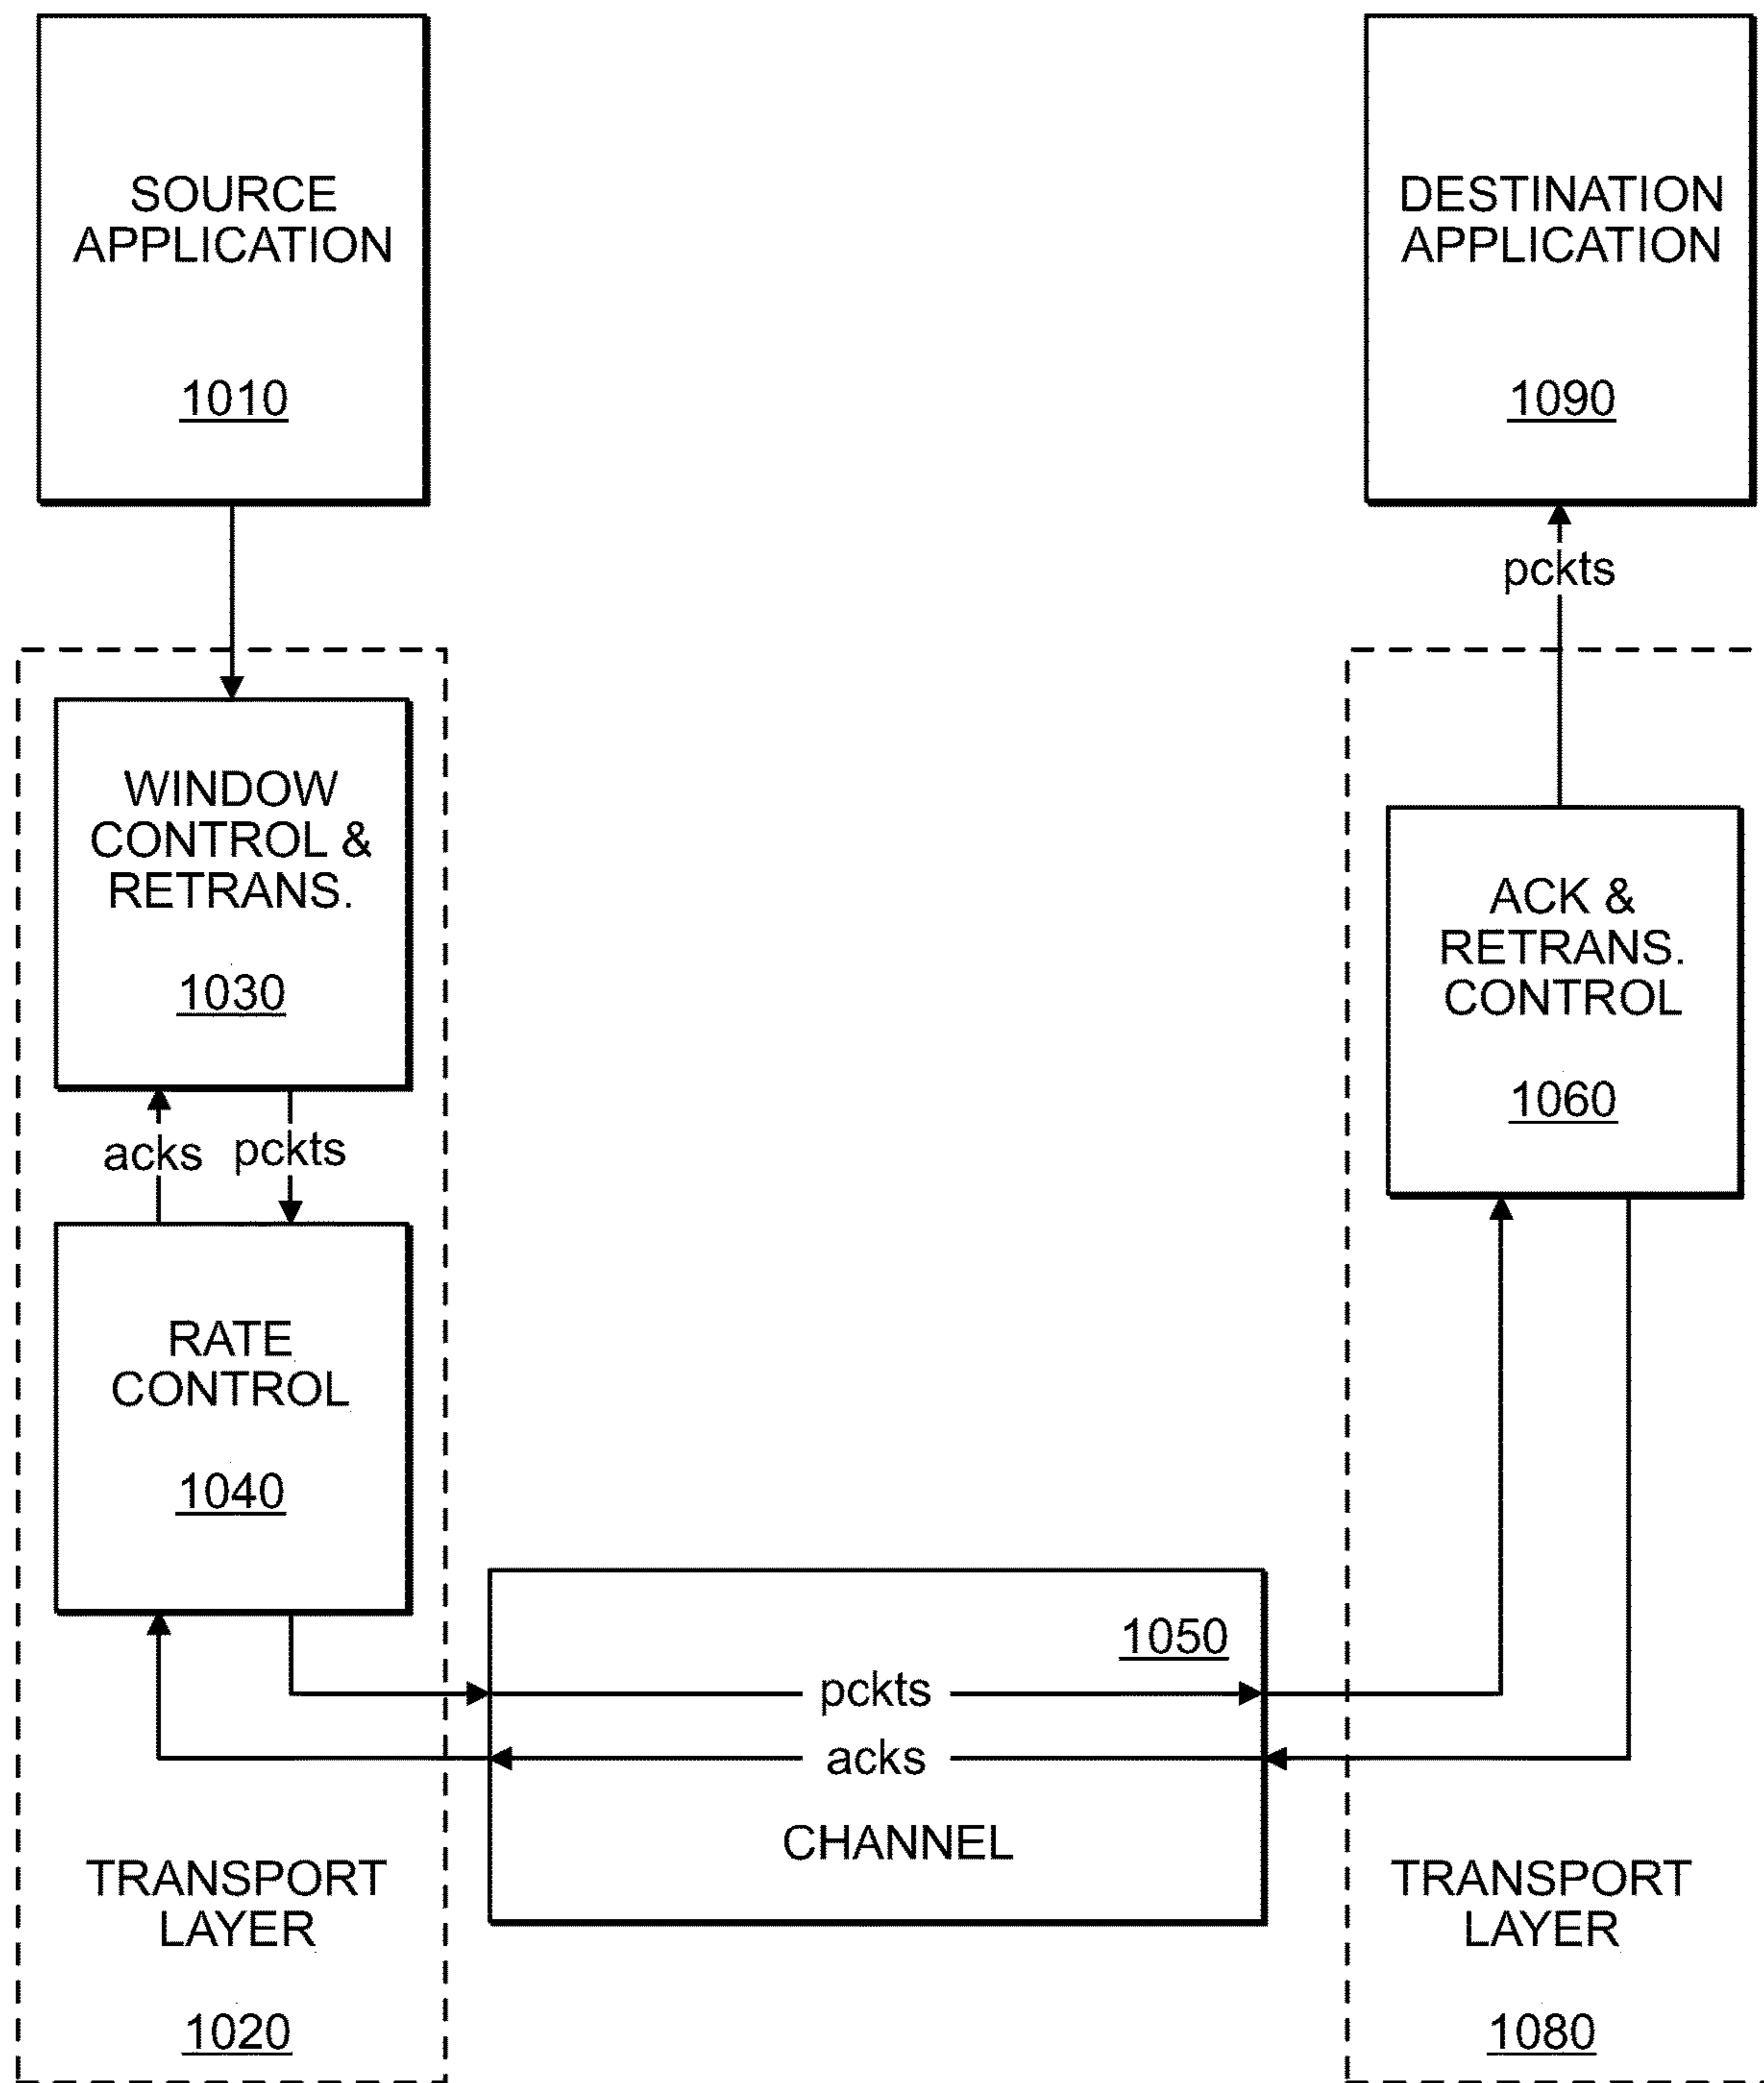 SOURCE
APPLICATION
1010
DESTINATION
APPLICATION
1090
pckts
WINDOW
CONTROL &
RETRANS.
1030
ACK &
RETRANS.
CONTROL
1060
acks
pckts
RATE
CONTROL
1040
1050
pckts
acks
CHANNEL
TRANSPORT
LAYER
1020
TRANSPORT
LAYER
1080